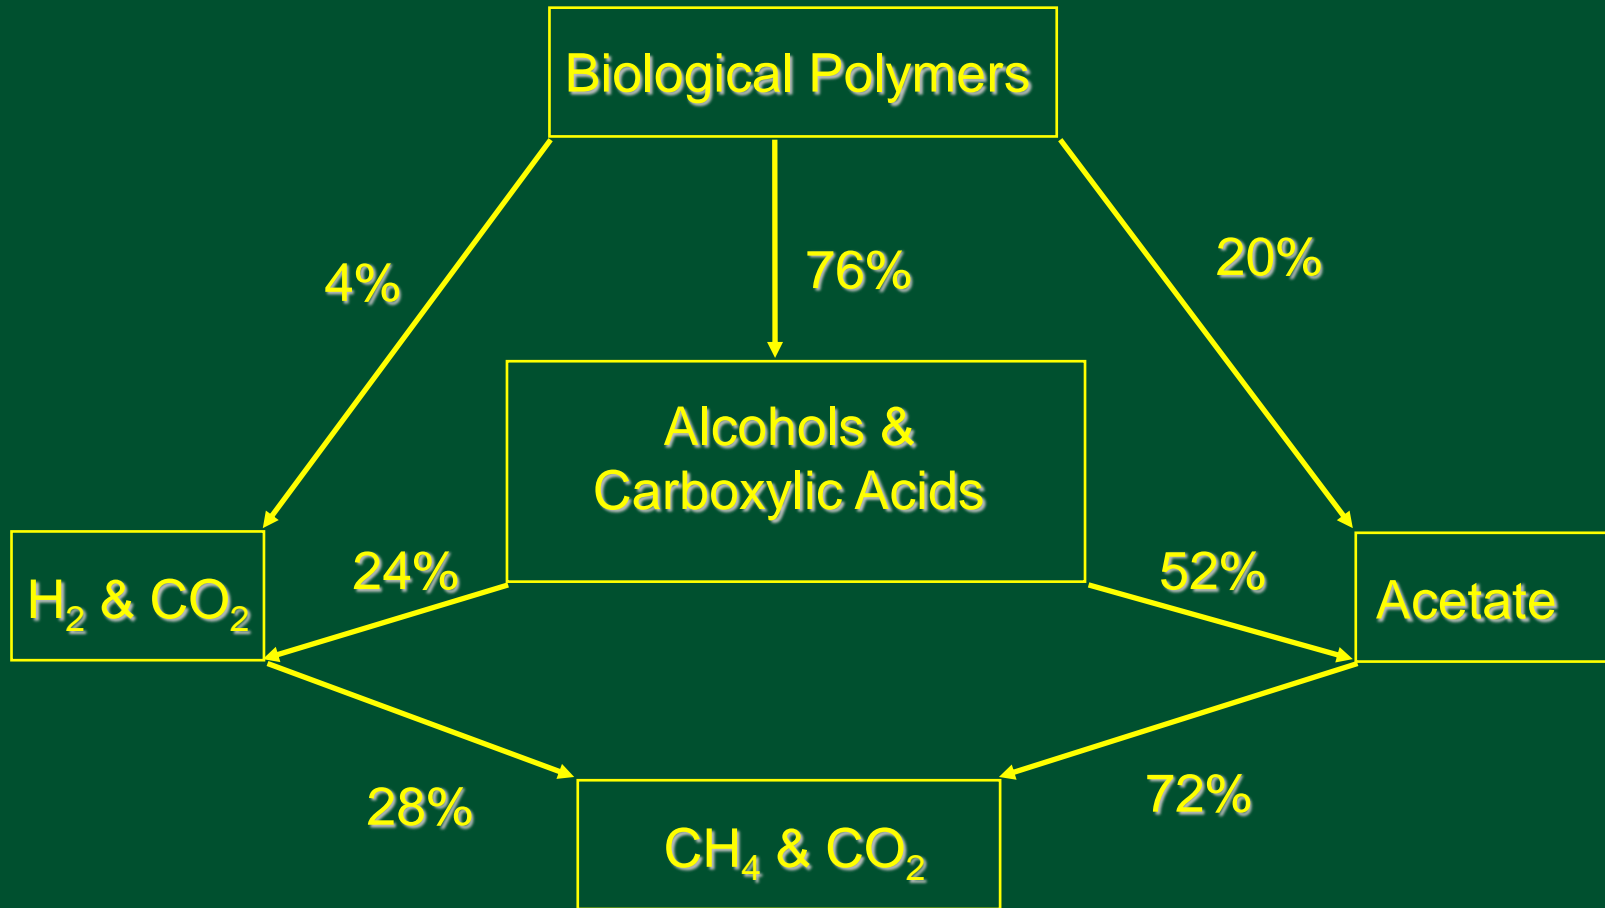 Biological Polymers
4%
76%
20%
Alcohols &
Carboxylic Acids
24%
52%
H₂ & CO₂
Acetate
28%
72%
CH₄ & CO₂